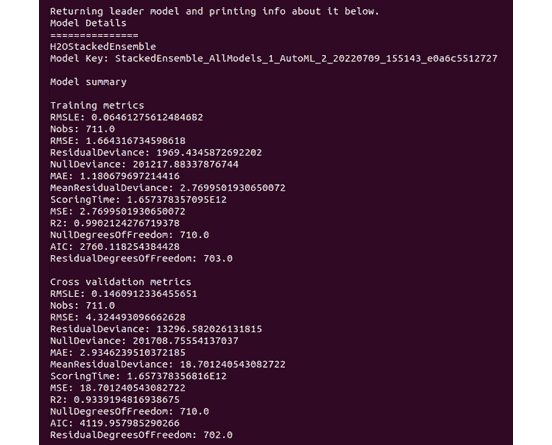 Returning leader model and printing info about it below.
Model Details
===============
H2OStackedEnsemble
Model Key: StackedEnsemble_AllModels_1_AutoML_2_20220709_155143_e0a6c5512727
Model summary
Training metrics
RMSLE: 0.06461275612484682
Nobs: 711.0
RMSE: 1.664316734598618
ResidualDeviance: 1969.4345872692202
NullDeviance: 201217.88337876744
MAE: 1.180679697214416
MeanResidualDeviance: 2.7699501930650072
ScoringTime: 1.65737835709​5E12
MSE: 2.7699501930650072
R2: 0.9902124276719378
NullDegreesOfFreedom: 710.0
AIC: 2760.118254384428
ResidualDegreesOfFreedom: 703.0
Cross validation metrics
RMSLE: 0.1460912336455651
Nobs: 711.0
RMSE: 4.324493096662628
ResidualDeviance: 13296.582026131815
NullDeviance: 201708.75554137037
MAE: 2.9346239510372185
MeanResidualDeviance: 18.701240543082722
ScoringTime: 1.657378356816E12
MSE: 18.701240543082722
R2: 0.9339194816938675
NullDegreesOfFreedom: 710.0
AIC: 4119.957985290266
ResidualDegreesOfFreedom: 702.0